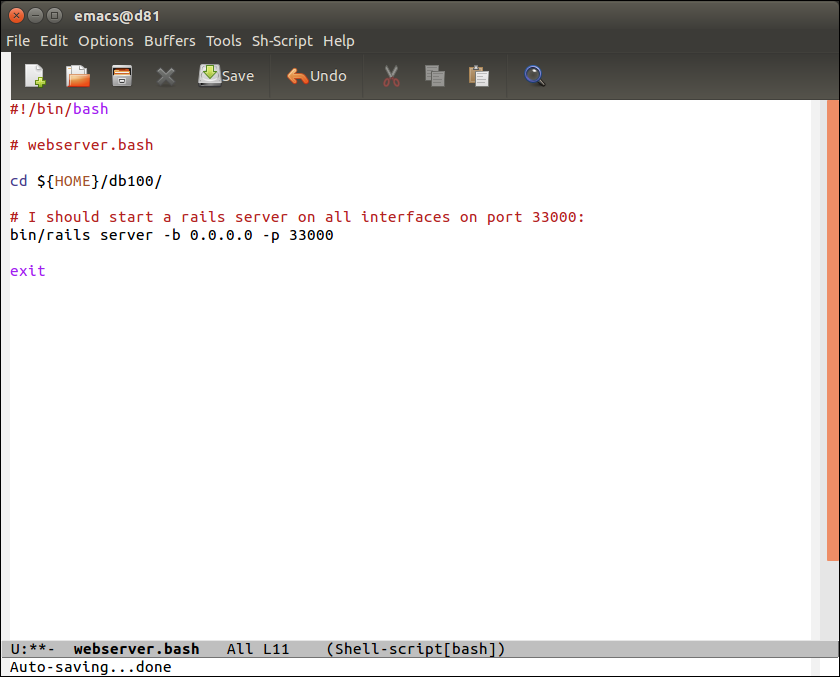 emacs@d81
File Edit Options Buffers Tools Sh-Script Help
Save Undo
#!/bin/bash
# webserver.bash
cd ${HOME}/db100/
# I should start a rails server on all interfaces on port 33000:
bin/rails server -b 0.0.0.0 -p 33000
exit
U:**-  webserver.bash   All L11    (Shell-script[bash])
Auto-saving...done